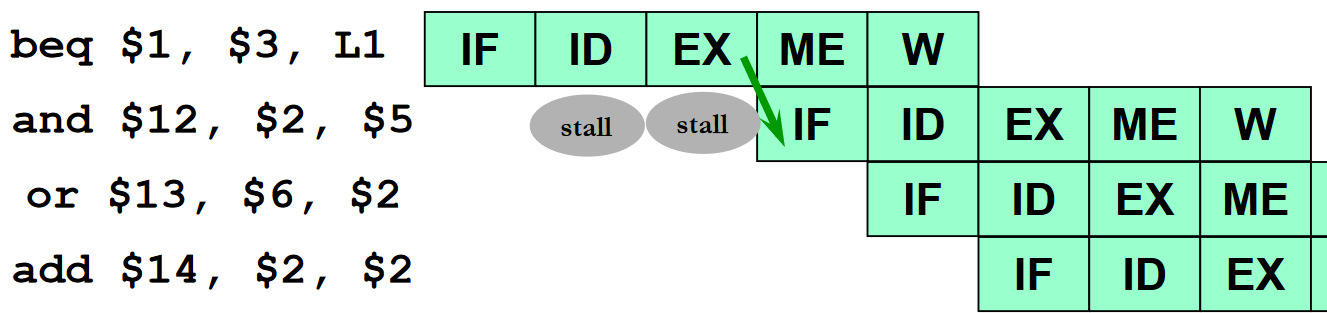 beq $1, $3, L1 IF ID EX ME W
and $12, $2, $5 stall stall IF ID EX ME W
or $13, $6, $2 IF ID EX ME
add $14, $2, $2 IF ID EX